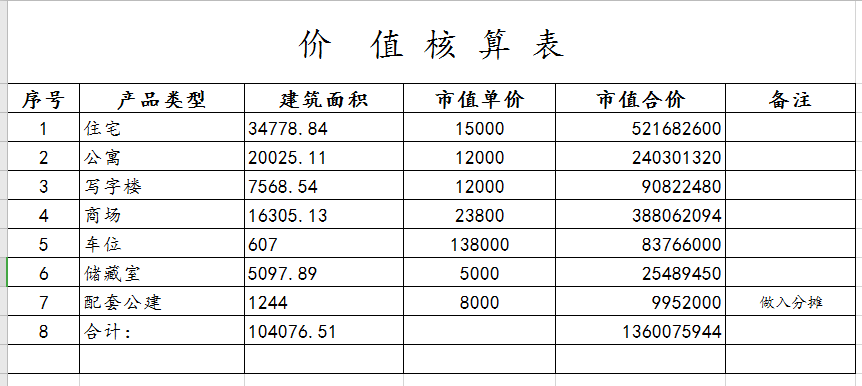 价 值 核 算 表
序号 产品类型 建筑面积 市值单价 市值合价 备注
1 住宅 34778.84 15000 521682600
2 公寓 20025.11 12000 240301320
3 写字楼 7568.54 12000 90822480
4 商场 16305.13 23800 388062094
5 车位 607 138000 83766000
6 储藏室 5097.89 5000 25489450
7 配套公建 1244 8000 9952000 做入分摊
8 合计： 104076.51 1360075944